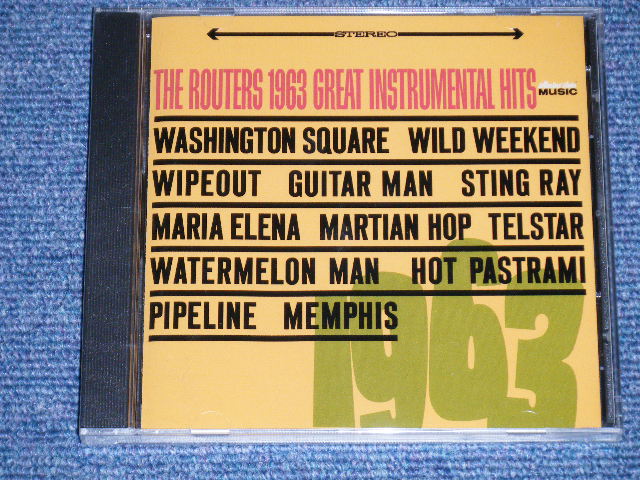 STEREO
THE ROUTERS 1963 GREAT INSTRUMENTAL HITS
MUSIC
WASHINGTON SQUARE WILD WEEKEND
WIPEOUT GUITAR MAN STING RAY
MARIA ELENA MARTIAN HOP TELSTAR
WATERMELON MAN HOT PASTRAMI
PIPELINE MEMPHIS
1963